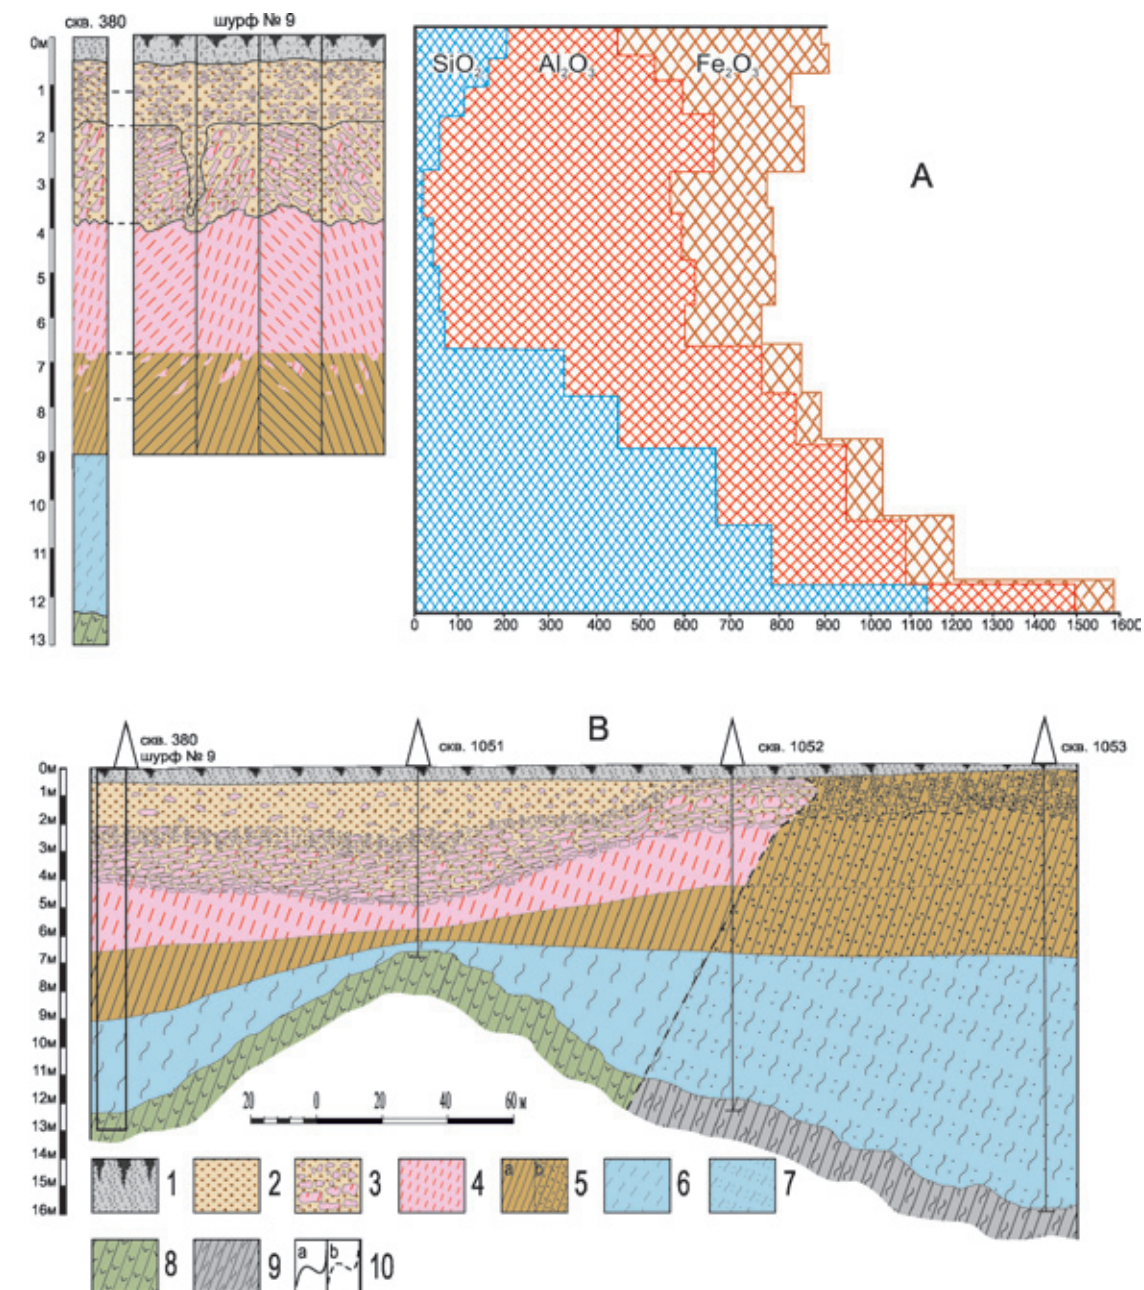 скв. 380
шурф № 9
0м
1
2
3
4
5
6
7
8
9
10
11
12
13
SiO₂
Al₂O₃
Fe₂O₃
A
0 100 200 300 400 500 600 700 800 900 1000 1100 1200 1300 1400 1500 1600
B
скв. 380
шурф № 9
скв. 1051
скв. 1052
скв. 1053
0м
1м
2м
3м
4м
5м
6м
7м
8м
9м
10м
11м
12м
13м
14м
15м
16м
20 0 20 40 60 м
1 2 3 4 a b 5 6 7
8 9 a b 10